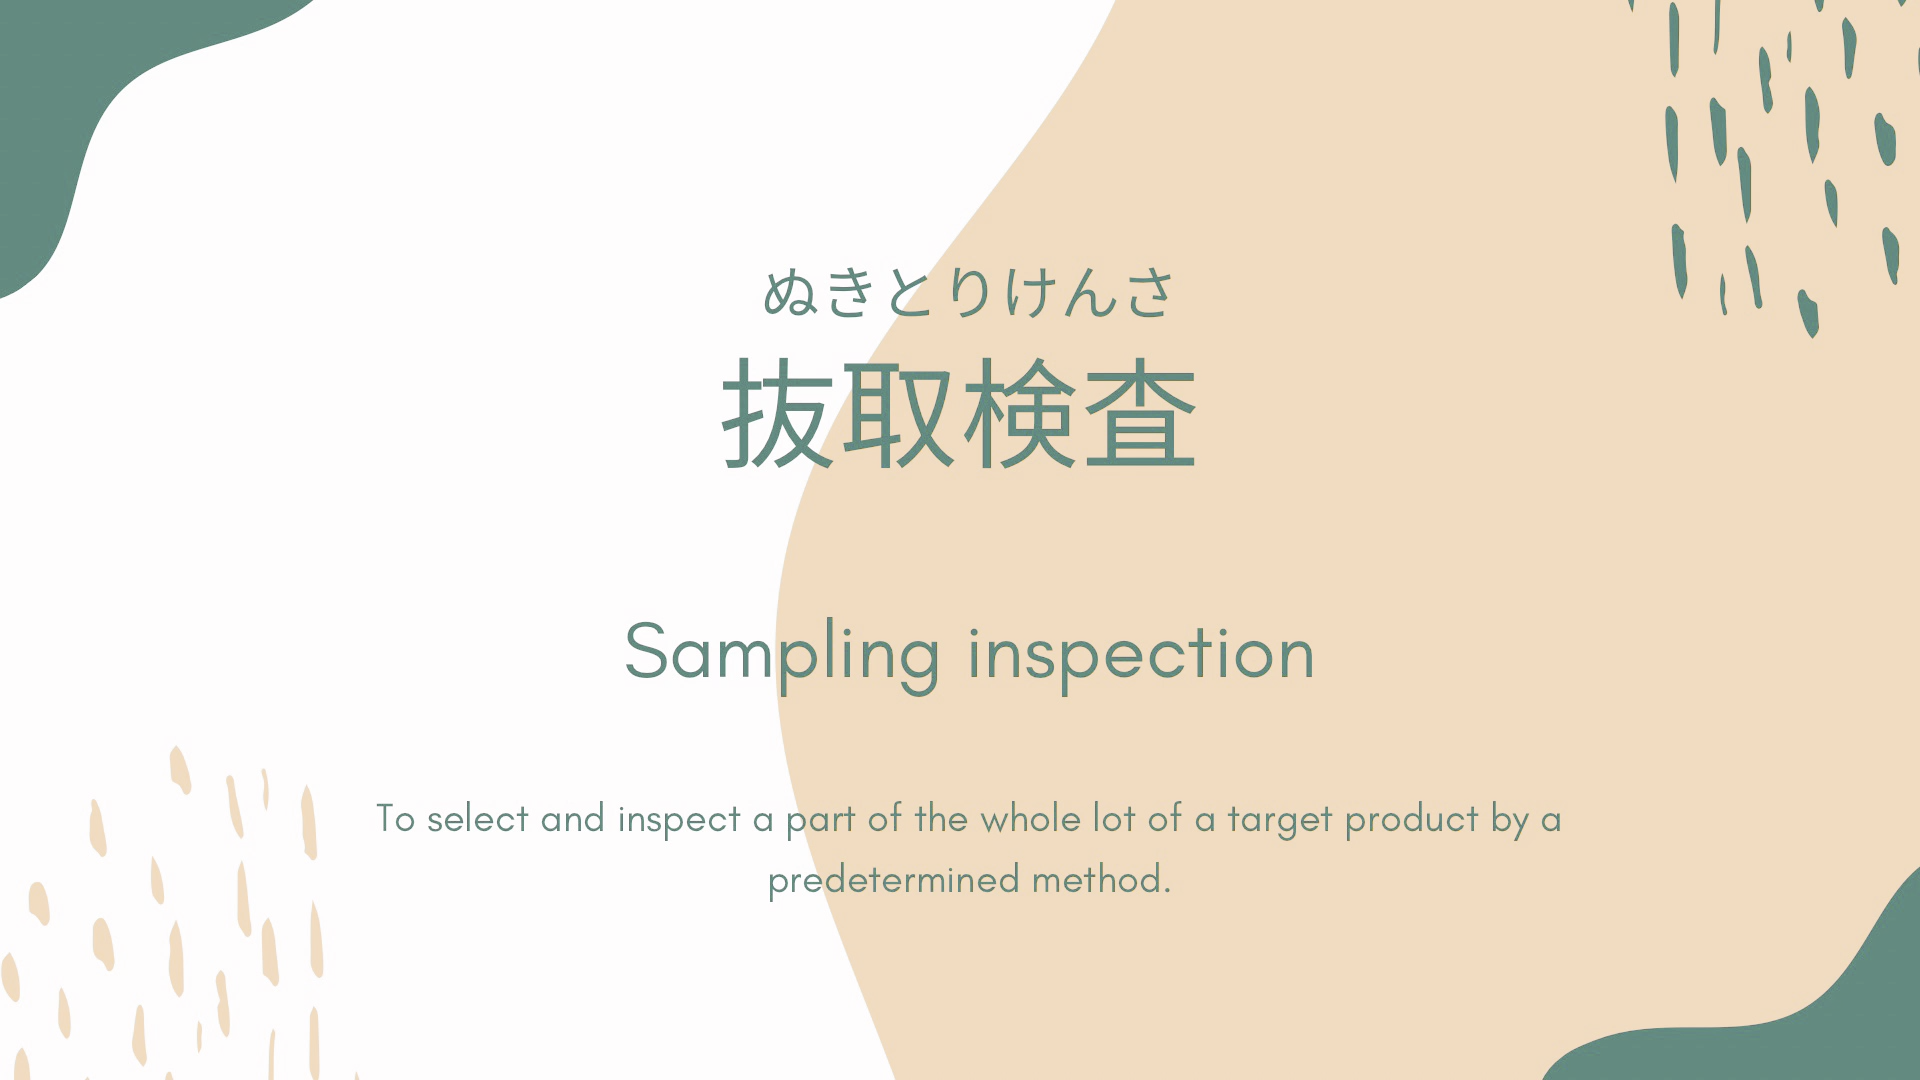 ぬきとりけんさ
抜取検査
Sampling inspection
To select and inspect a part of the whole lot of a target product by a
predetermined method.